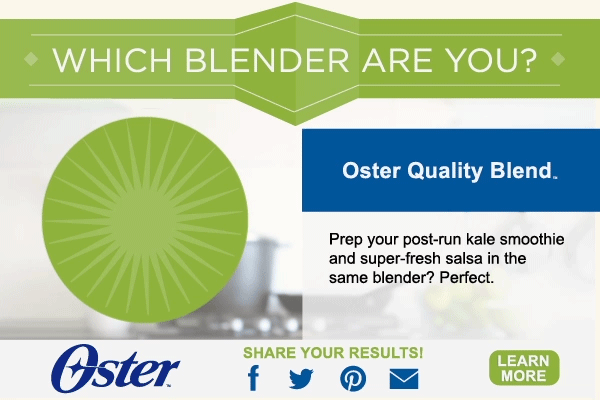 WHICH BLENDER ARE YOU?
Oster Quality Blend™
Prep your post-run kale smoothie
and super-fresh salsa in the
same blender? Perfect.
Oster™
SHARE YOUR RESULTS!
LEARN
MORE